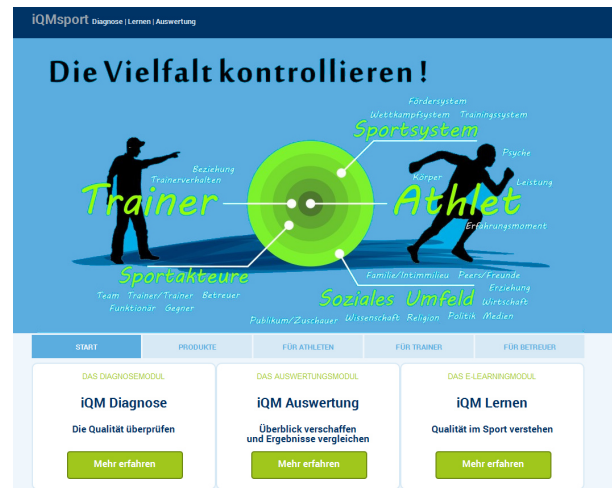 iQMsport Diagnose | Lernen | Auswertung
Die Vielfalt kontrollieren !
Fördersystem
Wettkampfsystem Trainingssystem
Sportsystem
Psyche
Beziehung
Trainerverhalten
Körper
Leistung
Trainer
Athlet
Erfahrungsmoment
Sportakteure
Familie/Intimmilieu Peers/Freunde
Erziehung
Team Trainer/Trainer Betreuer
Soziales Umfeld
Wirtschaft
Funktionär Gegner
Publikum/Zuschauer Wissenschaft Religion Politik Medien
START PRODUKTE FÜR ATHLETEN FÜR TRAINER FÜR BETREUER
DAS DIAGNOSEMODUL
iQM Diagnose
Die Qualität überprüfen
Mehr erfahren
DAS AUSWERTUNGSMODUL
iQM Auswertung
Überblick verschaffen
und Ergebnisse vergleichen
Mehr erfahren
DAS E-LEARNINGMODUL
iQM Lernen
Qualität im Sport verstehen
Mehr erfahren